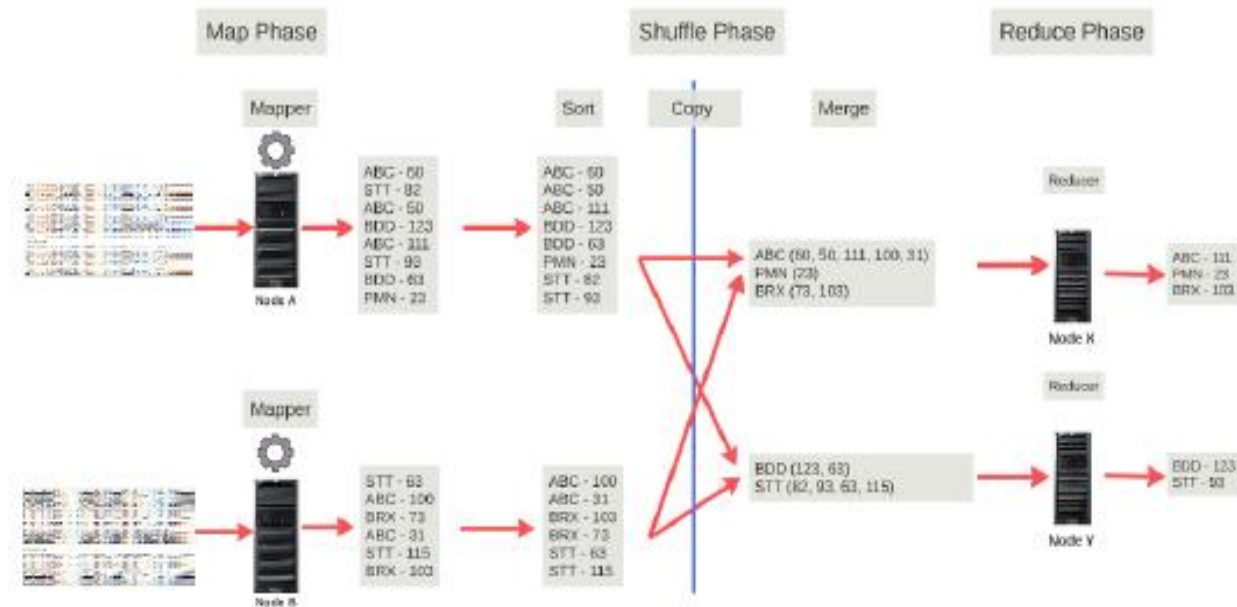 Map Phase
Shuffle Phase
Reduce Phase
Mapper
Sort
Copy
Merge
ABC - 60
STT - 82
ABC - 50
BDD - 123
ABC - 111
STT - 93
BDD - 63
PMN - 23
Node A
ABC - 60
ABC - 50
ABC - 111
BDD - 123
BDD - 63
PMN - 23
STT - 82
STT - 93
ABC (60, 50, 111, 100, 31)
PMN (23)
BRX (73, 103)
Reducer
Node X
ABC - 111
PMN - 23
BRX - 103
Mapper
Node B
STT - 63
ABC - 100
BRX - 73
ABC - 31
STT - 115
BRX - 103
ABC - 100
ABC - 31
BRX - 103
BRX - 73
STT - 63
STT - 115
BDD (123, 63)
STT (82, 93, 63, 115)
Reducer
Node Y
BDD - 123
STT - 93